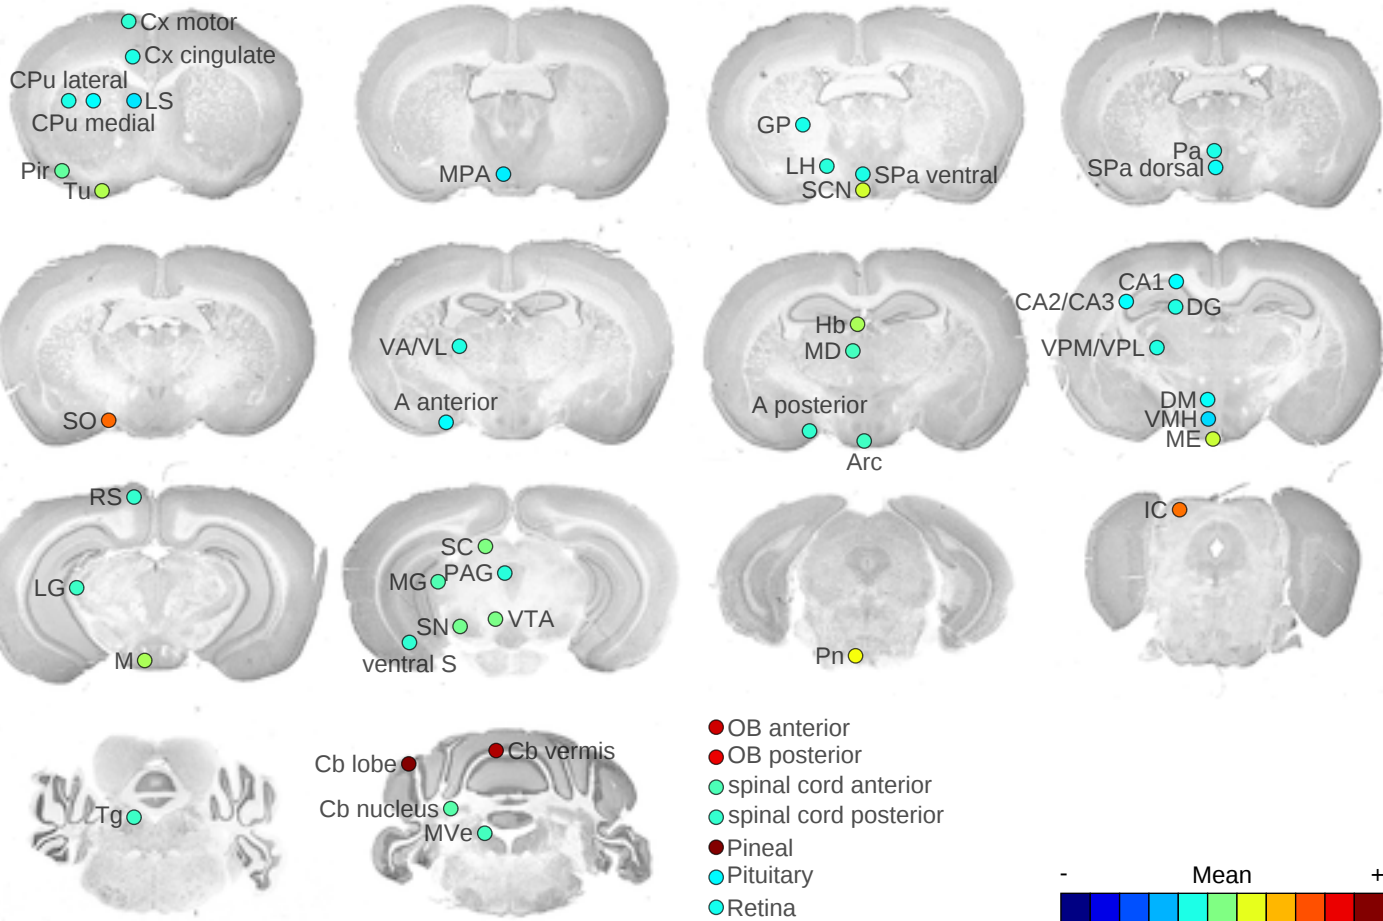 Cx motor
Cx cingulate
CPu lateral
LS
CPu medial
Pir
Tu
MPA
GP
LH
SPa ventral
SCN
Pa
SPa dorsal
SO
VA/VL
A anterior
Hb
MD
A posterior
Arc
CA1
CA2/CA3
DG
VPM/VPL
DM
VMH
ME
RS
LG
M
SC
MG
PAG
SN
VTA
ventral S
Pn
IC
Tg
Cb lobe
Cb vermis
Cb nucleus
MVe
OB anterior
OB posterior
spinal cord anterior
spinal cord posterior
Pineal
Pituitary
Retina
- Mean +